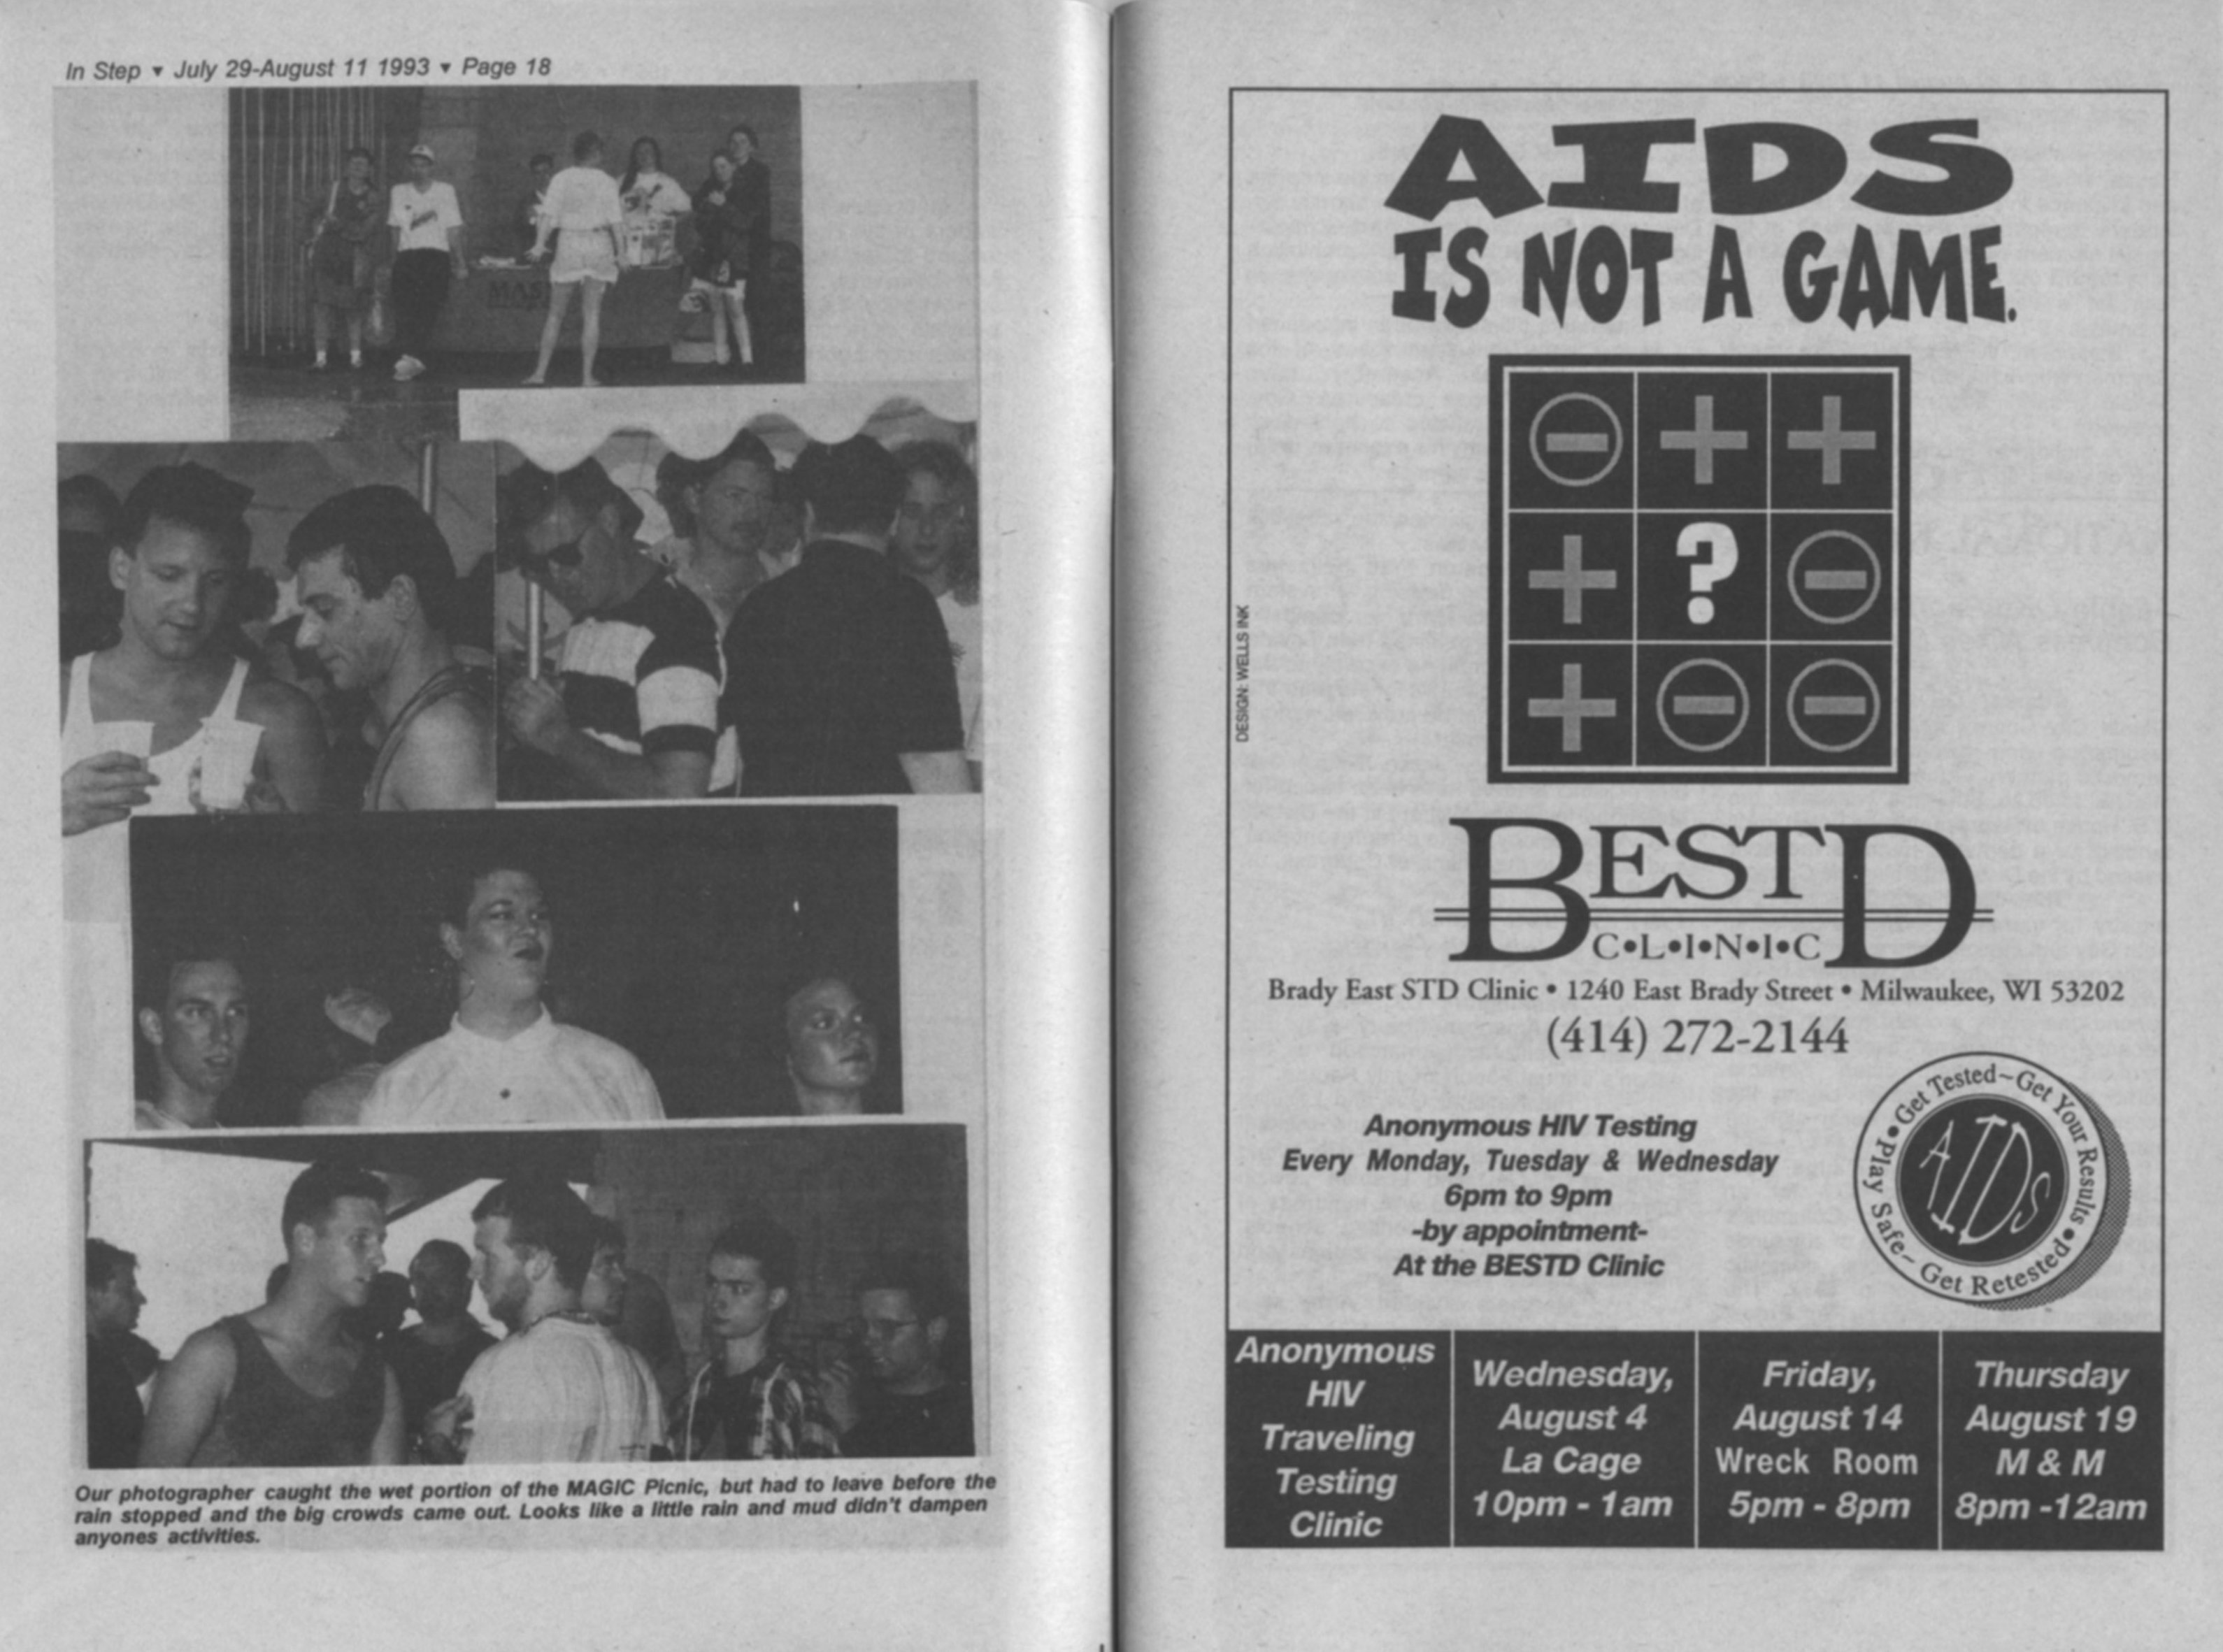 In Step ▾ July 29-August 11 1993 ▾ Page 18
MAS
Our photographer caught the wet portion of the MAGIC Picnic, but had to leave before the
rain stopped and the big crowds came out. Looks like a little rain and mud didn't dampen
anyones activities.
AIDS
IS NOT A GAME.
- + +
+ ? -
+ - -
DESIGN: WELLS INK
BESTD
C•L•I•N•I•C
Brady East STD Clinic • 1240 East Brady Street • Milwaukee, WI 53202
(414) 272-2144
Anonymous HIV Testing
Every Monday, Tuesday & Wednesday
6pm to 9pm
-by appointment-
At the BESTD Clinic
Get Tested~Get Your Results • Get Retested~Play Safe •
AIDS
Anonymous
HIV
Traveling
Testing
Clinic
Wednesday,
August 4
La Cage
10pm - 1am
Friday,
August 14
Wreck Room
5pm - 8pm
Thursday
August 19
M & M
8pm -12am